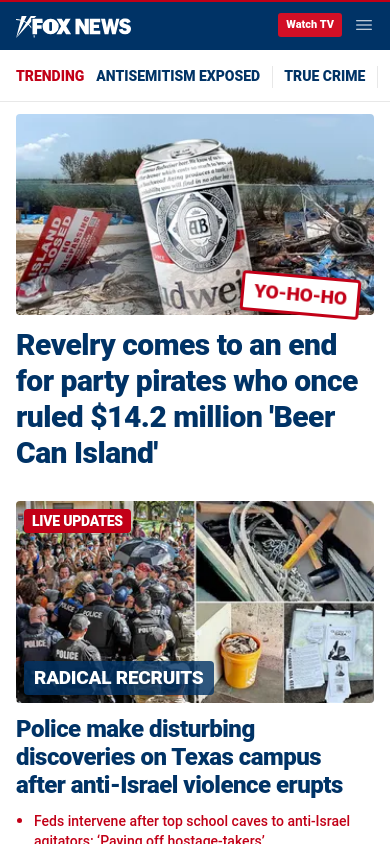 FOX NEWS
Watch TV
TRENDING
ANTISEMITISM EXPOSED
TRUE CRIME
ISLAND
CLOSED
udwei
YO-HO-HO
Revelry comes to an end
for party pirates who once
ruled $14.2 million 'Beer
Can Island'
LIVE UPDATES
POLICE
POLICE
RADICAL RECRUITS
Police make disturbing
discoveries on Texas campus
after anti-Israel violence erupts
• Feds intervene after top school caves to anti-Israel
agitators: ‘Paying off hostage-takers’